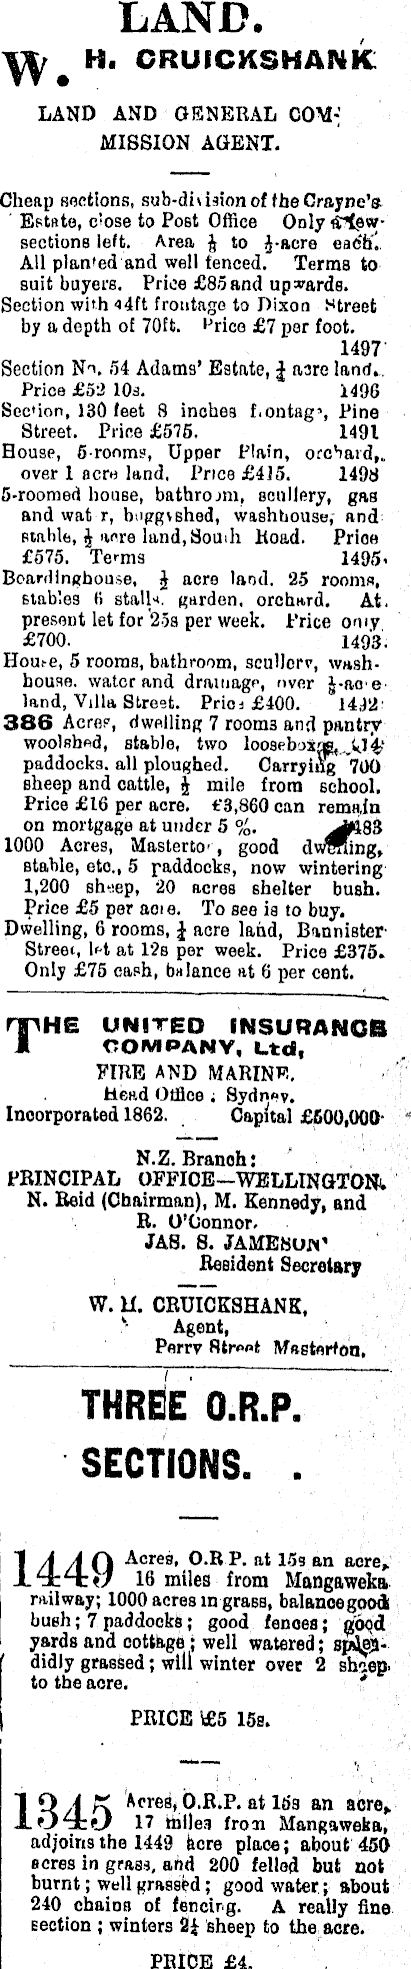 LAND.
W. H. CRUICKSHANK
LAND AND GENERAL COM-
MISSION AGENT.
Cheap sections, sub-division of the Crayne's
Estate, close to Post Office Only a few
sections left. Area ¼ to ½-acre each.
All planted and well fenced. Terms to
suit buyers. Price £85 and upwards.
Section with 44ft frontage to Dixon Street
by a depth of 70ft. Price £7 per foot.
1497
Section No. 54 Adams' Estate, ¼ acre land.
Price £52 10s. 1496
Section, 130 feet 8 inches frontage, Pine
Street. Price £575. 1491
House, 5-rooms, Upper Plain, orchard,
over 1 acre land. Price £415. 1498
5-roomed house, bathroom, scullery, gas
and water, buggyshed, washhouse, and
stable, ½ acre land, South Road. Price
£575. Terms 1495
Boardinghouse, ½ acre land. 25 rooms,
stables 6 stalls. garden, orchard. At
present let for 25s per week. Price only
£700. 1493
House, 5 rooms, bathroom, scullery, wash-
house. water and drainage, over ¼-acre
land, Villa Street. Price £400. 1492
386 Acres, dwelling 7 rooms and pantry
woolshed, stable, two looseboxes, 14
paddocks. all ploughed. Carrying 700
sheep and cattle, ½ mile from school.
Price £16 per acre. £3,860 can remain
on mortgage at under 5 %. 1483
1000 Acres, Masterton, good dwelling,
stable, etc., 5 paddocks, now wintering
1,200 sheep, 20 acres shelter bush.
Price £5 per acre. To see is to buy.
Dwelling, 6 rooms, ¼ acre land, Bannister
Street, let at 12s per week. Price £375.
Only £75 cash, balance at 6 per cent.
THE UNITED INSURANCE
COMPANY, Ltd,
FIRE AND MARINE.
Head Office : Sydney.
Incorporated 1862. Capital £500,000
N.Z. Branch:
PRINCIPAL OFFICE—WELLINGTON.
N. Reid (Chairman), M. Kennedy, and
R. O'Connor.
JAS. S. JAMESON'
Resident Secretary
W. H. CRUICKSHANK,
Agent,
Perry Street Masterton.
THREE O.R.P.
SECTIONS. .
1449 Acres, O.R.P. at 15s an acre,
16 miles from Mangaweka
railway; 1000 acres in grass, balance good
bush; 7 paddocks; good fences; good
yards and cottage; well watered; splen-
didly grassed; will winter over 2 sheep
to the acre.
PRICE £5 15s.
1345 Acres, O.R.P. at 15s an acre,
17 miles from Mangaweka,
adjoins the 1449 acre place; about 450
acres in grass, and 200 felled but not
burnt; well grassed; good water; about
240 chains of fencing. A really fine
section; winters 2¼ sheep to the acre.
PRICE £4.